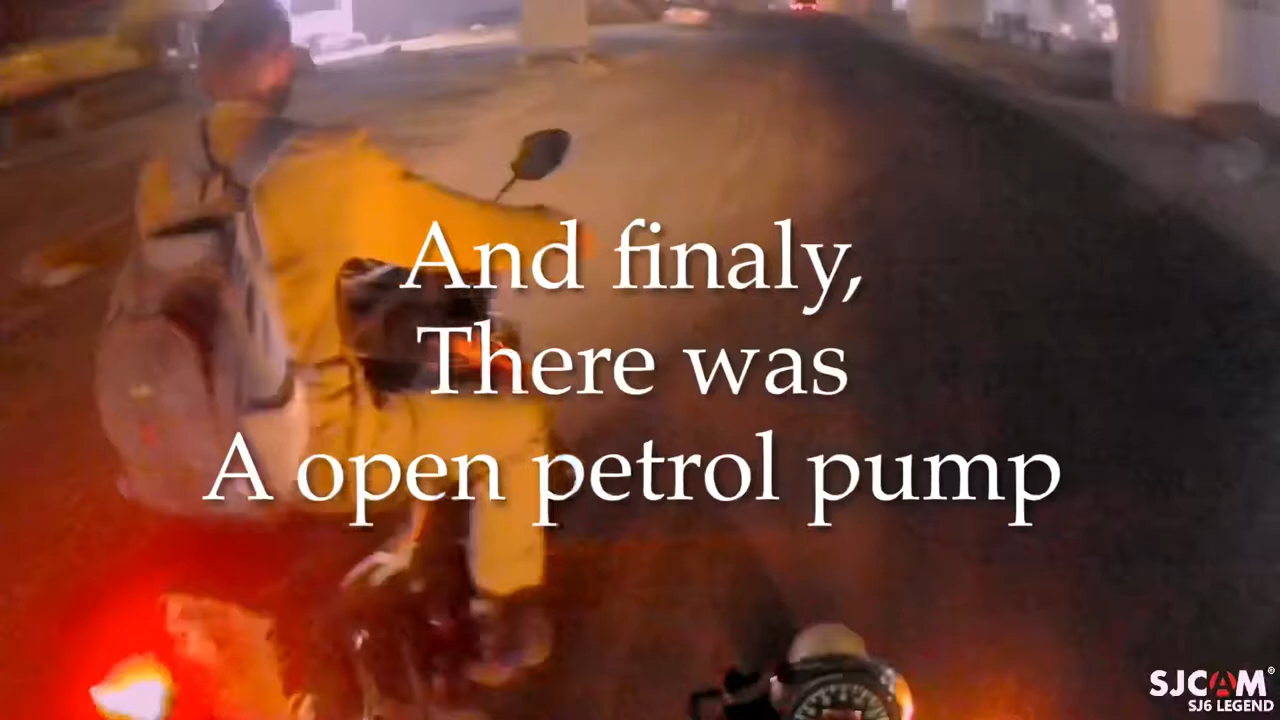 And finaly,
There was
A open petrol pump
SJCAM®
SJ6 LEGEND